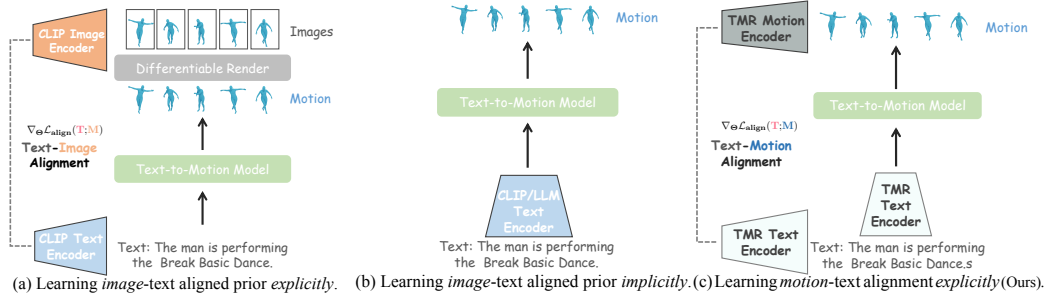 CLIP Image
Encoder
Images
Differentiable Render
Motion
∇_Θ L_align(T;M)
Text-Image
Alignment
Text-to-Motion Model
CLIP Text
Encoder
Text: The man is performing
the Break Basic Dance.
(a) Learning image-text aligned prior explicitly.
Motion
Text-to-Motion Model
CLIP/LLM
Text
Encoder
Text: The man is performing
the Break Basic Dance.
(b) Learning image-text aligned prior implicitly.
TMR Motion
Encoder
Motion
Text-to-Motion Model
∇_Θ L_align(T;M)
Text-Motion
Alignment
TMR
Text
Encoder
TMR Text
Encoder
Text: The man is performing
the Break Basic Dance.s
(c) Learning motion-text alignment explicitly (Ours).